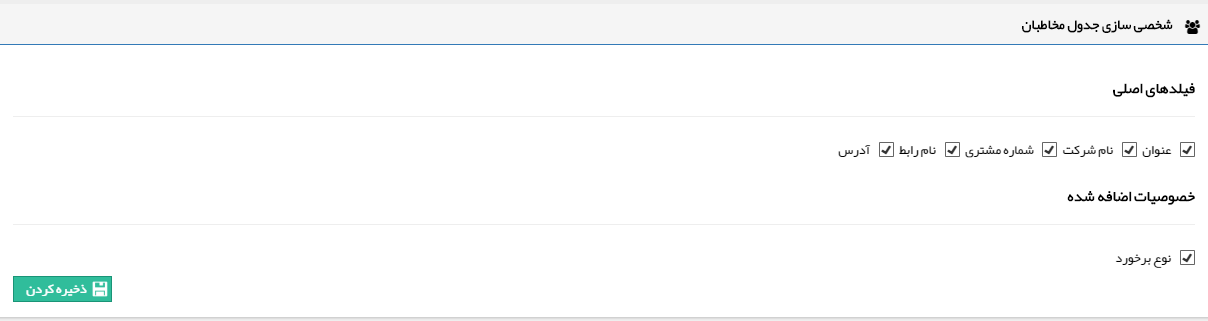 شخصی سازی جدول مخاطبان
فیلدهای اصلی
عنوان نام شرکت شماره مشتری نام رابط آدرس
خصوصیات اضافه شده
نوع برخورد
ذخیره کردن